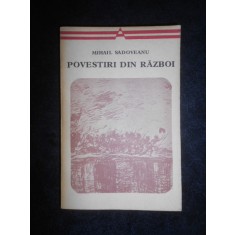 MIHAIL SADOVEANU
POVESTIRI DIN RĂZBOI